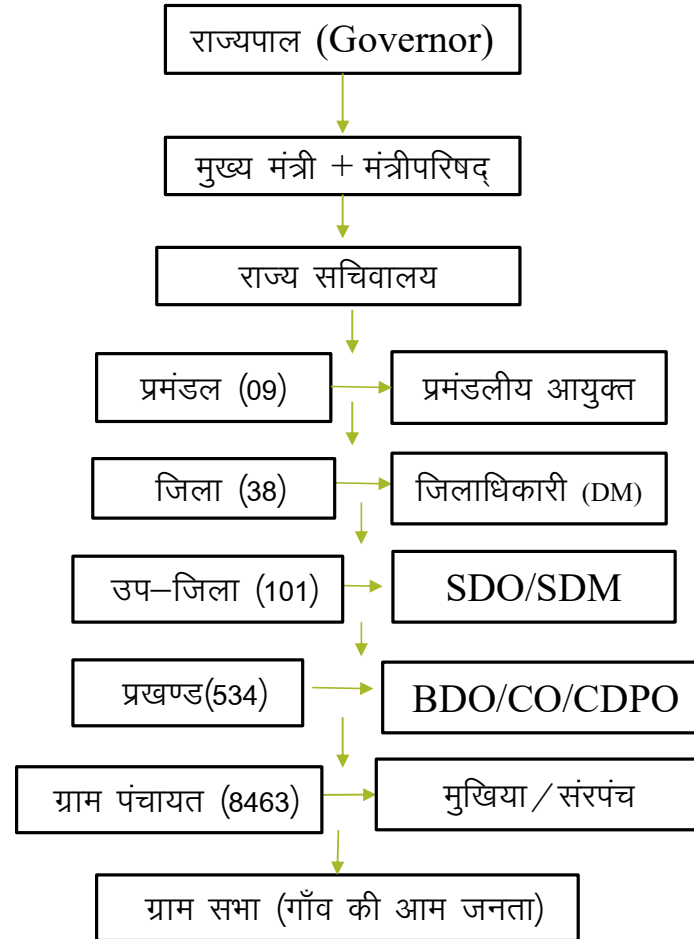 राज्यपाल (Governor)
मुख्य मंत्री + मंत्रीपरिषद्
राज्य सचिवालय
प्रमंडल (09)
प्रमंडलीय आयुक्त
जिला (38)
जिलाधिकारी (DM)
उप–जिला (101)
SDO/SDM
प्रखण्ड(534)
BDO/CO/CDPO
ग्राम पंचायत (8463)
मुखिया/संरपंच
ग्राम सभा (गाँव की आम जनता)